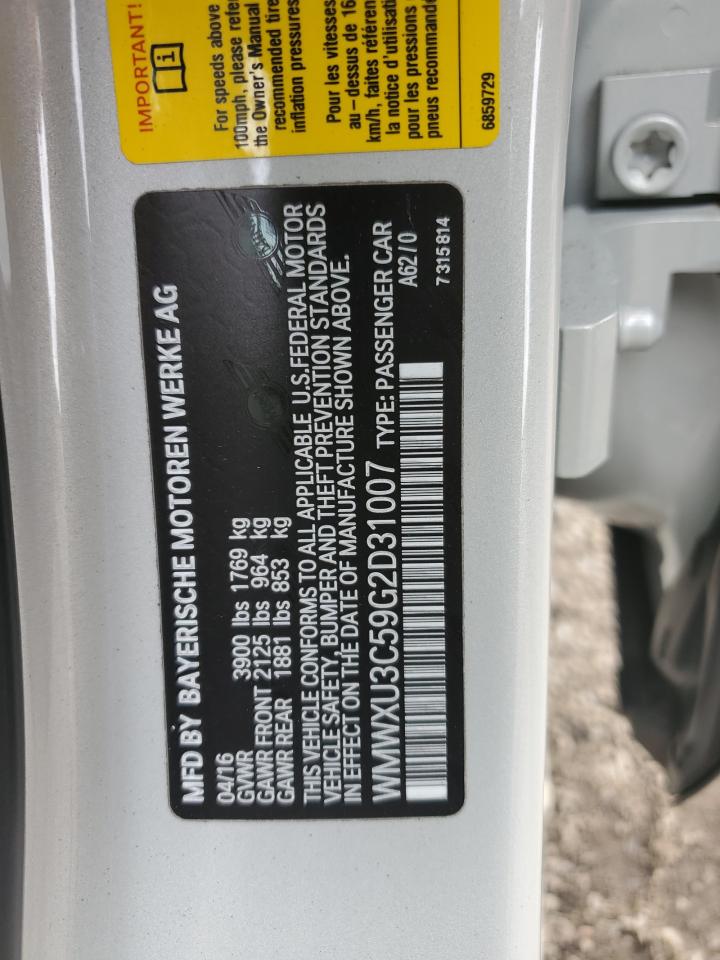 IMPORTANT!
For speeds above
100mph, please refer
the Owner's Manual
recommended tire
inflation pressures
Pour les vitesses
au-dessus de 16
km/h, faites référen
la notice d'utilisati
pour les pressions
pneus recommandé
6859729
MFD BY BAYERISCHE MOTOREN WERKE AG
04/16
GVWR 3900 lbs 1769 kg
GAWR FRONT 2125 lbs 964 kg
GAWR REAR 1881 lbs 853 kg
THIS VEHICLE CONFORMS TO ALL APPLICABLE U.S.FEDERAL MOTOR
VEHICLE SAFETY, BUMPER AND THEFT PREVENTION STANDARDS
IN EFFECT ON THE DATE OF MANUFACTURE SHOWN ABOVE.
WMWXU3C59G2D31007 TYPE: PASSENGER CAR
A62/0
7315814